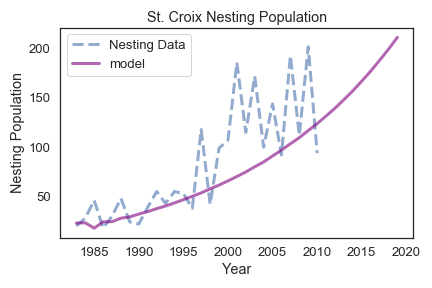 St. Croix Nesting Population
Nesting Data
model
Nesting Population
200
150
100
50
1985 1990 1995 2000 2005 2010 2015 2020
Year